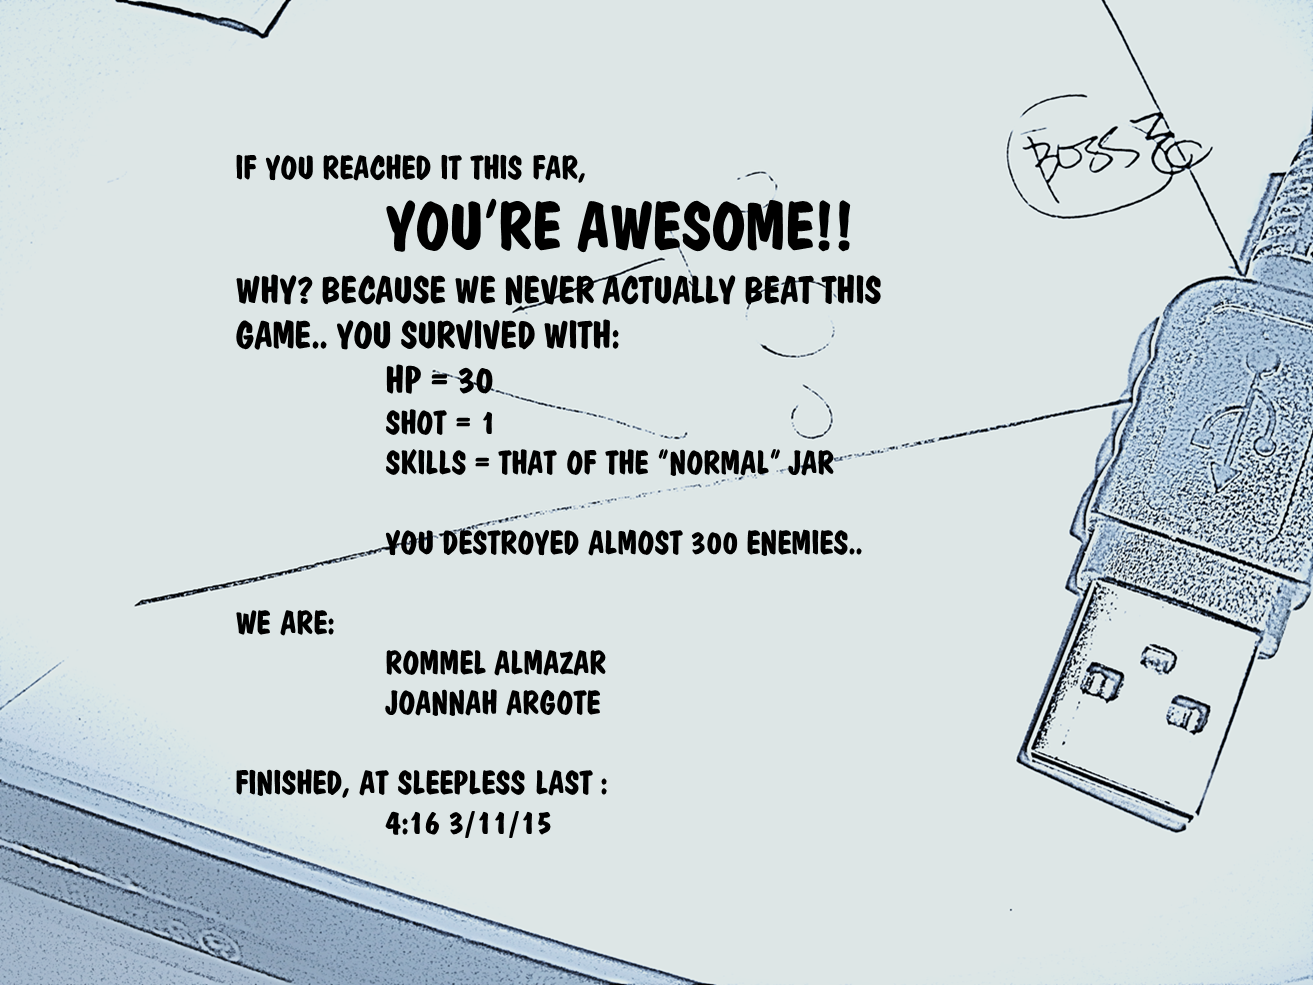 IF YOU REACHED IT THIS FAR,
YOU'RE AWESOME!!
WHY? BECAUSE WE NEVER ACTUALLY BEAT THIS
GAME.. YOU SURVIVED WITH:
HP = 30
SHOT = 1
SKILLS = THAT OF THE "NORMAL" JAR
YOU DESTROYED ALMOST 300 ENEMIES..
WE ARE:
ROMMEL ALMAZAR
JOANNAH ARGOTE
FINISHED, AT SLEEPLESS LAST :
4:16 3/11/15
BOSS